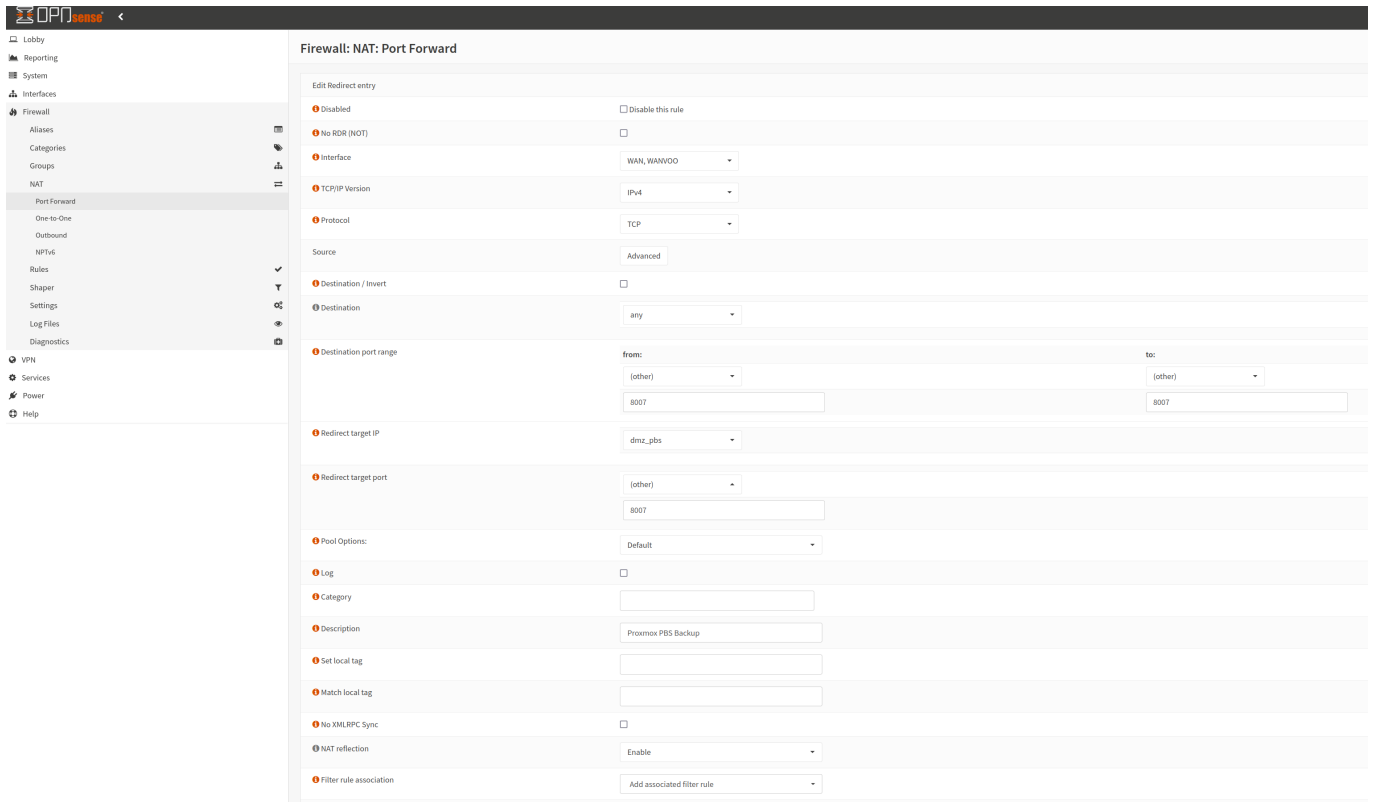 OPNsense
Lobby
Reporting
System
Interfaces
Firewall
Aliases
Categories
Groups
NAT
Port Forward
One-to-One
Outbound
NPTv6
Rules
Shaper
Settings
Log Files
Diagnostics
VPN
Services
Power
Help
Firewall: NAT: Port Forward
Edit Redirect entry
Disabled Disable this rule
No RDR (NOT)
Interface WAN, WANVOO
TCP/IP Version IPv4
Protocol TCP
Source Advanced
Destination / Invert
Destination any
Destination port range from: to:
(other) (other)
8007 8007
Redirect target IP dmz_pbs
Redirect target port (other)
8007
Pool Options: Default
Log
Category
Description Proxmox PBS Backup
Set local tag
Match local tag
No XMLRPC Sync
NAT reflection Enable
Filter rule association Add associated filter rule